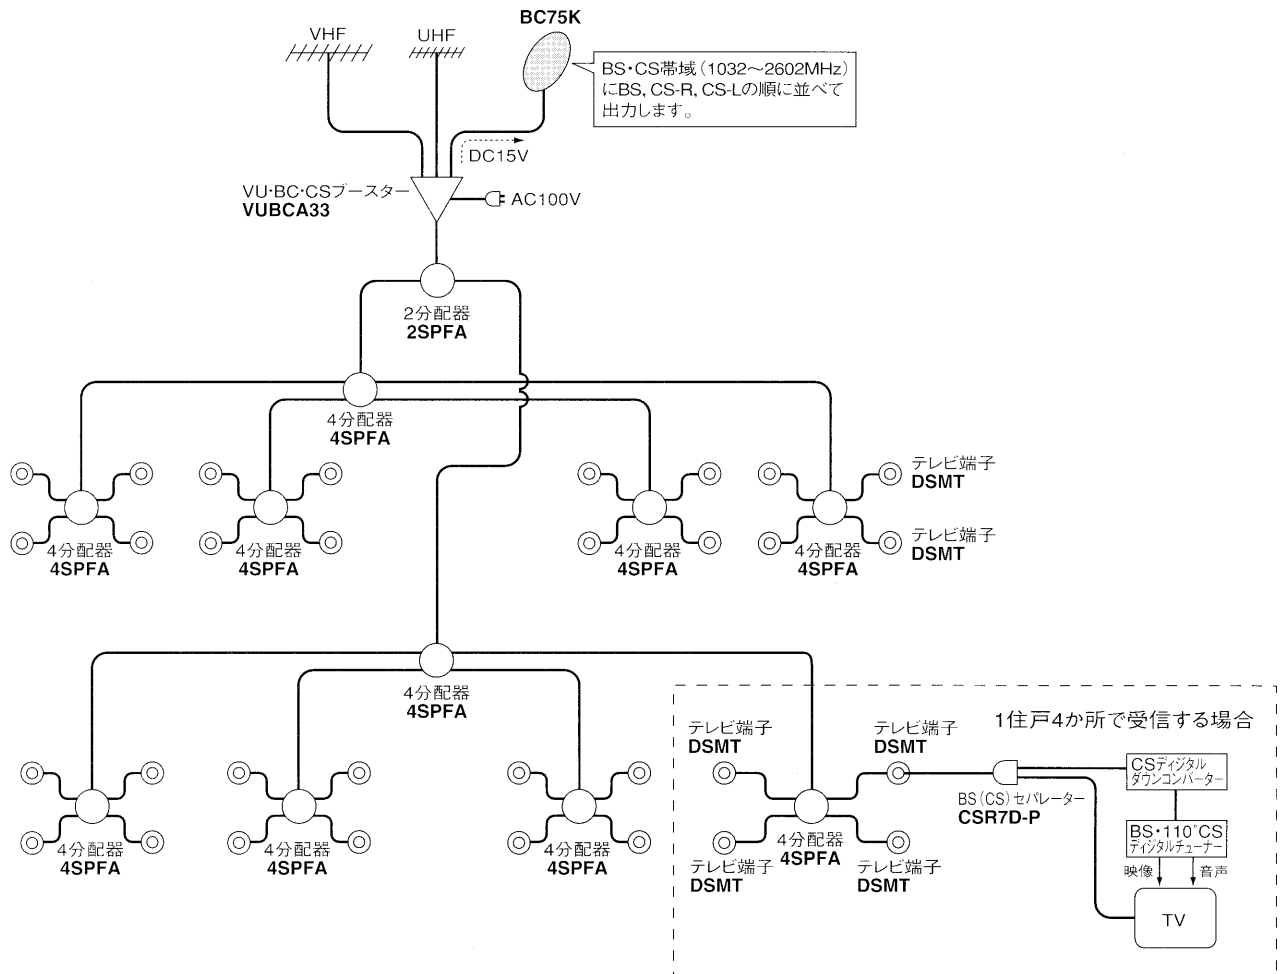 BC75K
VHF
UHF
BS・CS帯域(1032〜2602MHz)
にBS, CS-R, CS-Lの順に並べて
出力します。
DC15V
VU・BC・CSブースター
VUBCA33
AC100V
2分配器
2SPFA
4分配器
4SPFA
テレビ端子
DSMT
テレビ端子
DSMT
4分配器
4SPFA
4分配器
4SPFA
4分配器
4SPFA
4分配器
4SPFA
4分配器
4SPFA
1住戸4か所で受信する場合
テレビ端子
DSMT
テレビ端子
DSMT
CSディジタル
ダウンコンバーター
BS(CS)セパレーター
CSR7D-P
BS・110°CS
ディジタルチューナー
4分配器
4SPFA
4分配器
4SPFA
4分配器
4SPFA
4分配器
4SPFA
テレビ端子
DSMT
テレビ端子
DSMT
映像
音声
TV